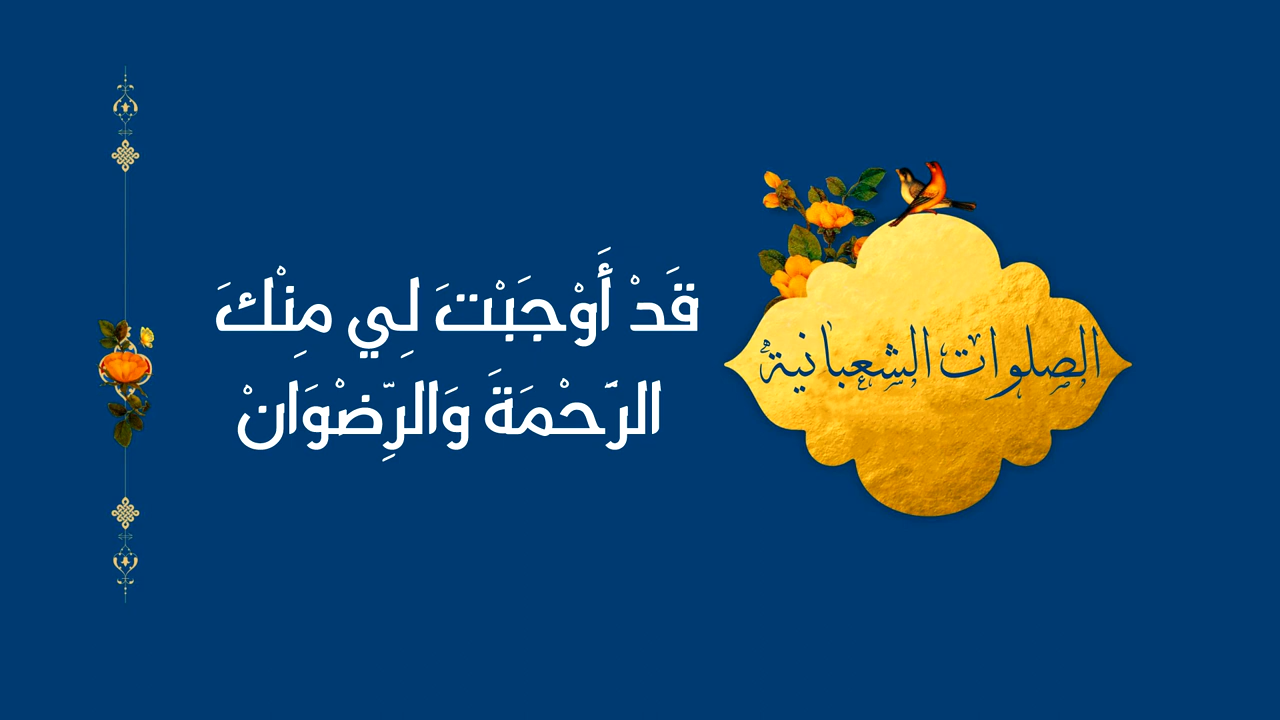 الصلوات الشعبانية
قَدْ أَوْجَبْتَ لِي مِنْكَ
الرَّحْمَةَ وَالرِّضْوَانْ